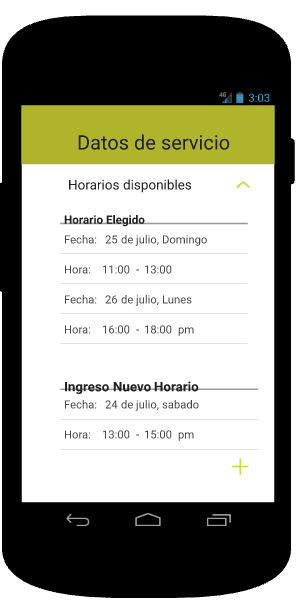 4G 3:03
Datos de servicio
Horarios disponibles
Horario Elegido
Fecha: 25 de julio, Domingo
Hora: 11:00 - 13:00
Fecha: 26 de julio, Lunes
Hora: 16:00 - 18:00 pm
Ingreso Nuevo Horario
Fecha: 24 de julio, sabado
Hora: 13:00 - 15:00 pm